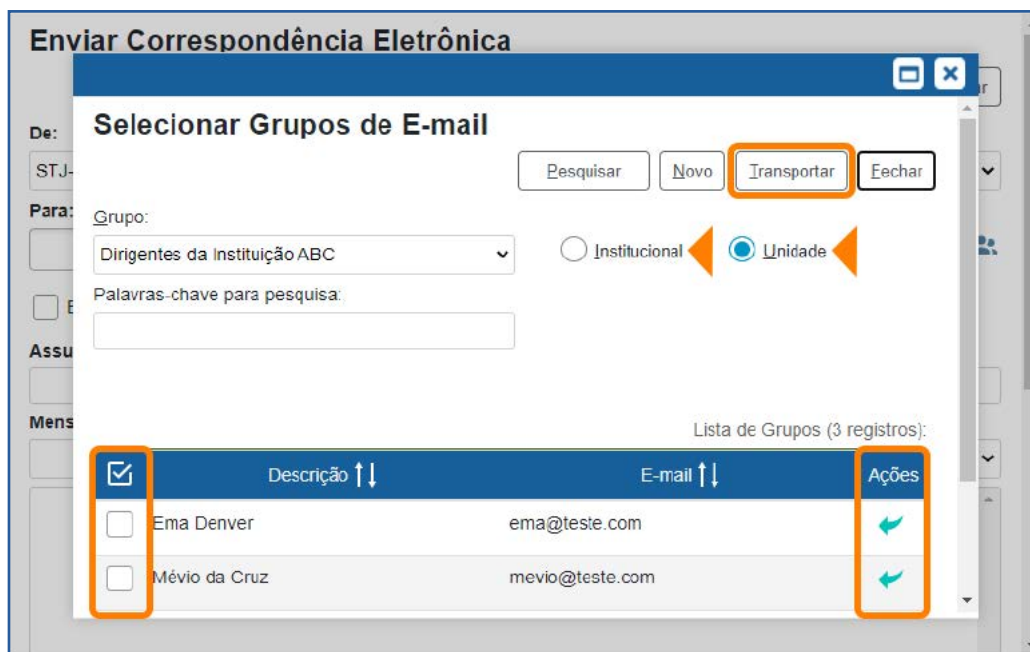 Enviar Correspondência Eletrônica
ar
Selecionar Grupos de E-mail
De:
STJ-
Pesquisar Novo Transportar Fechar
Para:
Grupo:
Dirigentes da Instituição ABC
Institucional Unidade
Palavras-chave para pesquisa:
E
Assu
Mens
Lista de Grupos (3 registros):
Descrição E-mail Ações
Ema Denver ema@teste.com
Mévio da Cruz mevio@teste.com